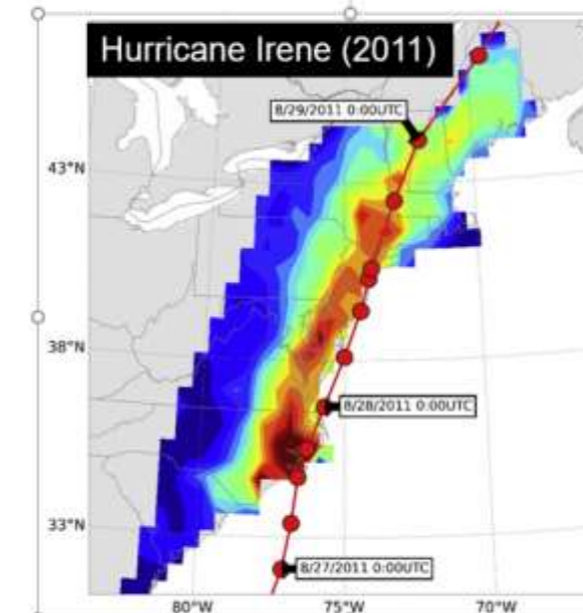 Hurricane Irene (2011)
8/29/2011 0:00UTC
43°N
38°N
8/28/2011 0:00UTC
33°N
8/27/2011 0:00UTC
80°W
75°W
70°W